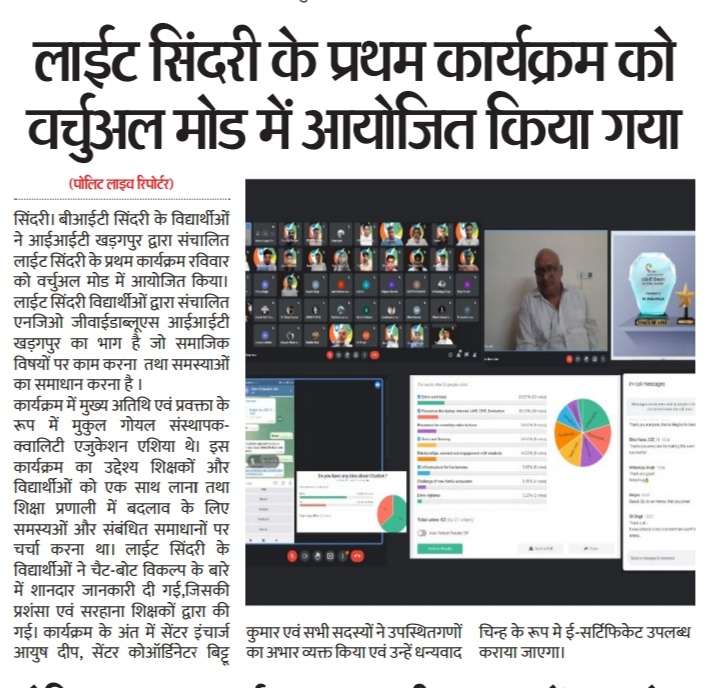 लाईट सिंदरी के प्रथम कार्यक्रम को
वर्चुअल मोड में आयोजित किया गया
(पोलिट लाइव रिपोर्टर)
सिंदरी। बीआईटी सिंदरी के विद्यार्थीओं
ने आईआईटी खड़गपुर द्वारा संचालित
लाईट सिंदरी के प्रथम कार्यक्रम रविवार
को वर्चुअल मोड में आयोजित किया।
लाईट सिंदरी विद्यार्थीओं द्वारा संचालित
एनजिओ जीवाईडाब्लूएस आईआईटी
खड़गपुर का भाग है जो समाजिक
विषयों पर काम करना तथा समस्याओं
का समाधान करना है ।
कार्यक्रम में मुख्य अतिथि एवं प्रवक्ता के
रूप में मुकुल गोयल संस्थापक-
क्वालिटी एजुकेशन एशिया थे। इस
कार्यक्रम का उद्देश्य शिक्षकों और
विद्यार्थीओं को एक साथ लाना तथा
शिक्षा प्रणाली में बदलाव के लिए
समस्यओं और संबंधित समाधानों पर
चर्चा करना था। लाईट सिंदरी के
विद्यार्थीओं ने चैट-बोट विकल्प के बारे
में शानदार जानकारी दी गई,जिसकी
प्रशंसा एवं सरहाना शिक्षकों द्वारा की
गई। कार्यक्रम के अंत में सेंटर इंचार्ज
आयुष दीप, सेंटर कोऑर्डिनेटर बिट्टू
कुमार एवं सभी सदस्यों ने उपस्थितगणों
का अभार व्यक्त किया एवं उन्हें धन्यवाद
चिन्ह के रूप मे ई-सर्टिफिकेट उपलब्ध
कराया जाएगा।
Do you have any idea about Chatbot ?
Extra work load
Total votes: 62
In-call messages